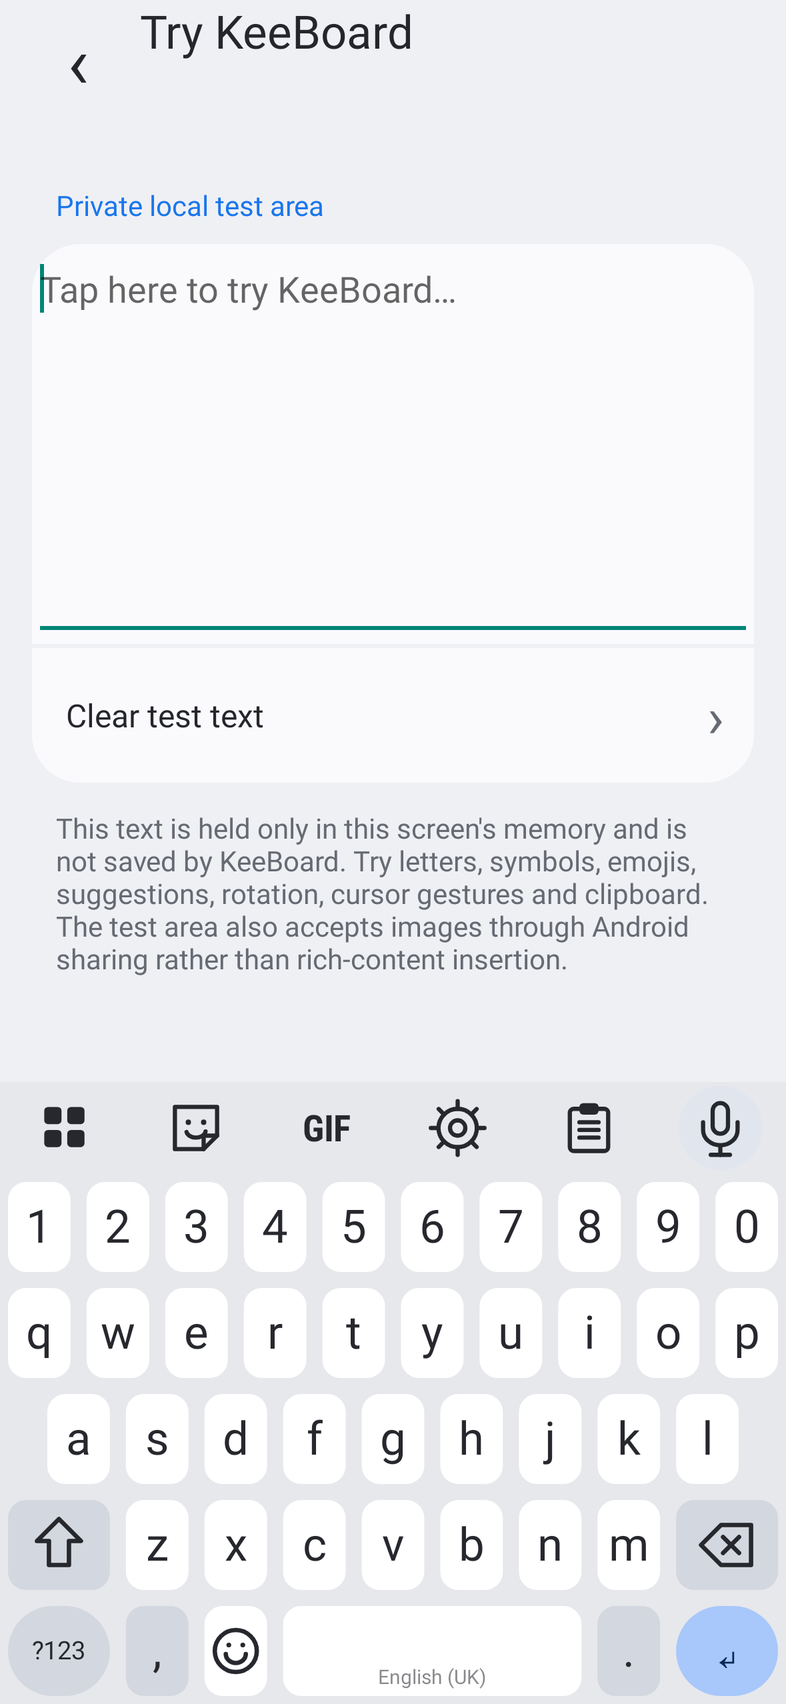 Try KeeBoard
Private local test area
Tap here to try KeeBoard...
Clear test text
This text is held only in this screen's memory and is
not saved by KeeBoard. Try letters, symbols, emojis,
suggestions, rotation, cursor gestures and clipboard.
The test area also accepts images through Android
sharing rather than rich-content insertion.
GIF
1 2 3 4 5 6 7 8 9 0
q w e r t y u i o p
a s d f g h j k l
z x c v b n m
?123 , .
English (UK)